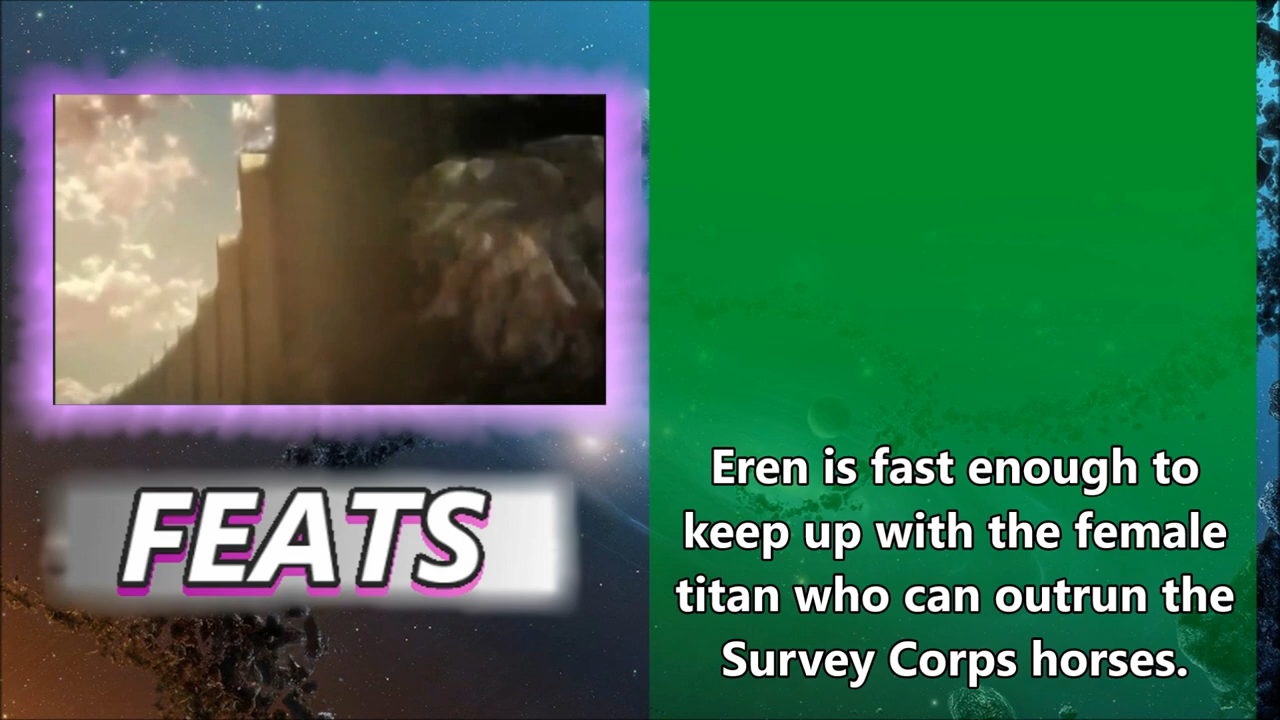 FEATS
Eren is fast enough to
keep up with the female
titan who can outrun the
Survey Corps horses.